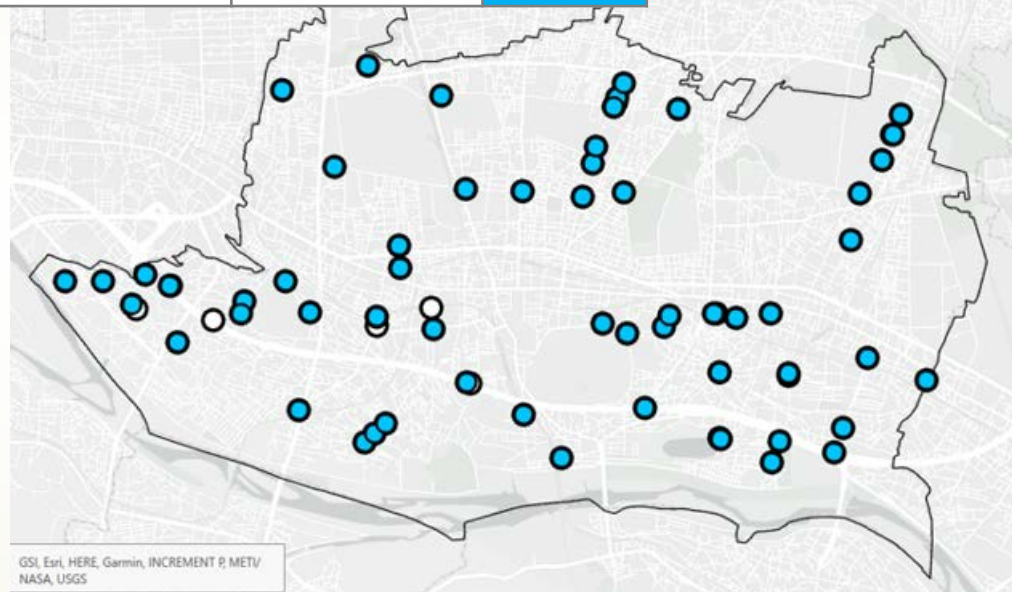 GSI, Esri, HERE, Garmin, INCREMENT P, METI/
NASA, USGS